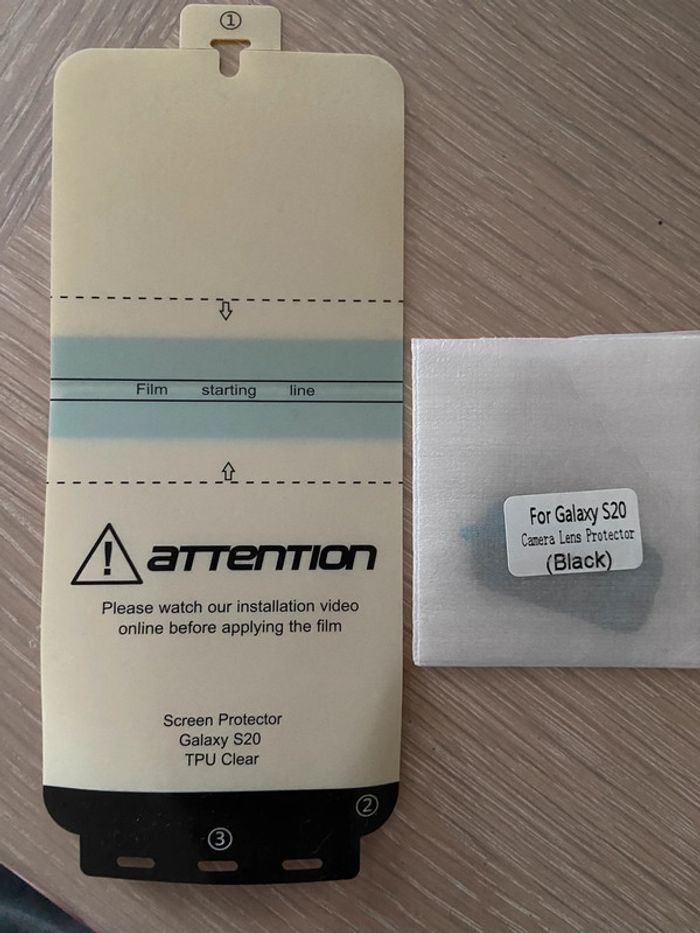 ①
Film starting line
ATTENTION
Please watch our installation video
online before applying the film
Screen Protector
Galaxy S20
TPU Clear
②
③
For Galaxy S20
Camera Lens Protector
(Black)